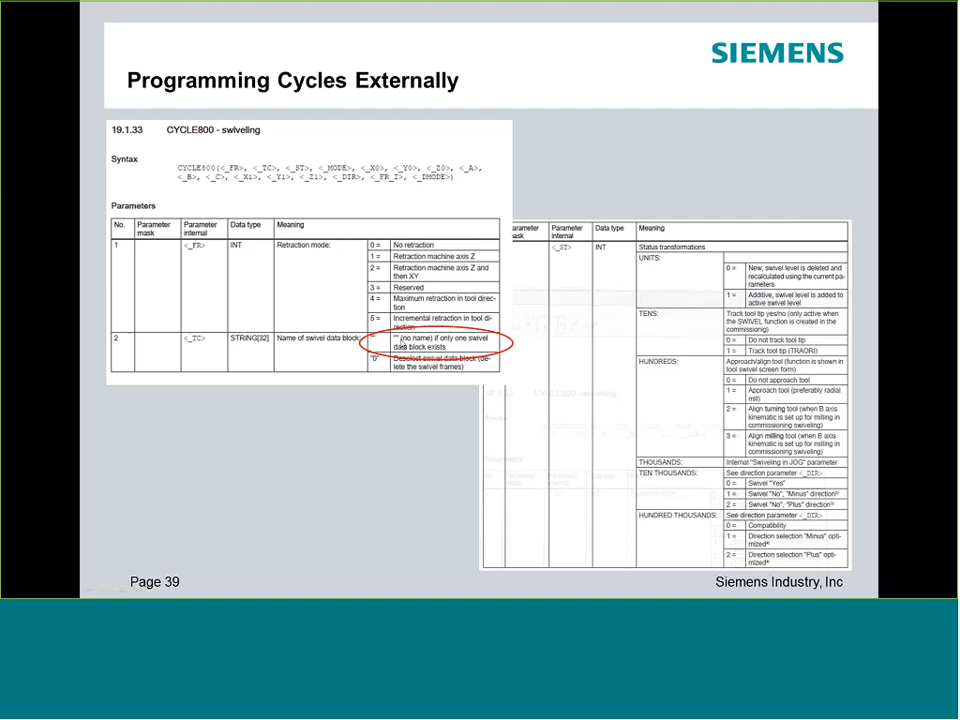 SIEMENS
Programming Cycles Externally
19.1.33 CYCLE800 - swiveling
Syntax
CYCLE800(<_FR>, <_TC>, <_ST>, <_MODE>, <_X0>, <_Y0>, <_Z0>, <_A>,
<_B>, <_C>, <_X1>, <_Y1>, <_Z1>, <_DIR>, <_FR_I>, <_DMODE>)
Parameters
No. Parameter mask Parameter internal Data type Meaning
1 <_FR> INT Retraction mode: 0 = No retraction
1 = Retraction machine axis Z
2 = Retraction machine axis Z and
then XY
3 = Reserved
4 = Maximum retraction in tool direc-
tion
5 = Incremental retraction in tool di-
rection
2 <_TC> STRING[32] Name of swivel data block: "" "" (no name) if only one swivel
data block exists
"0" Deselect swivel data block (de-
lete the swivel frames)
mask Parameter internal Data type Meaning
<_ST> INT Status transformations
UNITS:
0 = New, swivel level is deleted and
recalculated using the current pa-
rameters
1 = Additive, swivel level is added to
active swivel level
TENS: Track tool tip yes/no (only active
when the SWIVEL function is created in the
commissioning)
0 = Do not track tool tip
1 = Track tool tip (TRAORI)
HUNDREDS: Approach/align tool (function is shown in
tool swivel screen form)
0 = Do not approach tool
1 = Approach tool (preferably radial
mill)
2 = Align turning tool (when B axis
kinematic is set up for milling in
commissioning swiveling)
3 = Align milling tool (when B axis
kinematic is set up for milling in
commissioning swiveling)
THOUSANDS: Internal "Swiveling in JOG" parameter
TEN THOUSANDS: See direction parameter <_DIR>
0 = Swivel "Yes"
1 = Swivel "No", "Minus" direction
2 = Swivel "No", "Plus" direction
HUNDRED THOUSANDS: See direction parameter <_DIR>
0 = Compatibility
1 = Direction selection "Minus" opti-
mized
2 = Direction selection "Plus" opti-
mized
Page 39
Siemens Industry, Inc